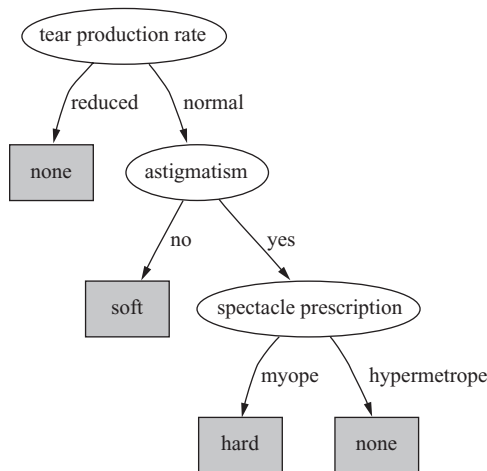 tear production rate
reduced
normal
none
astigmatism
no
yes
soft
spectacle prescription
myope
hypermetrope
hard
none